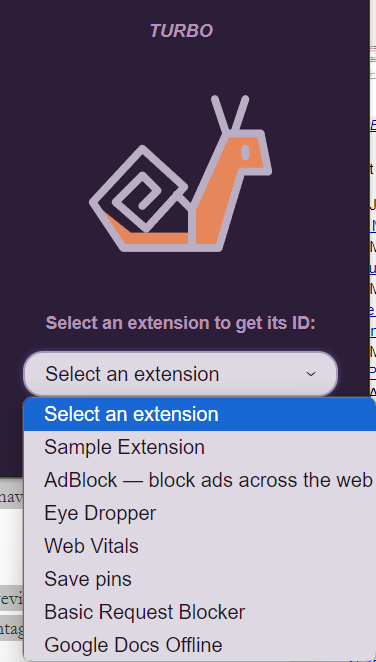 TURBO
Select an extension to get its ID:
Select an extension
Select an extension
Sample Extension
AdBlock — block ads across the web
Eye Dropper
Web Vitals
Save pins
Basic Request Blocker
Google Docs Offline